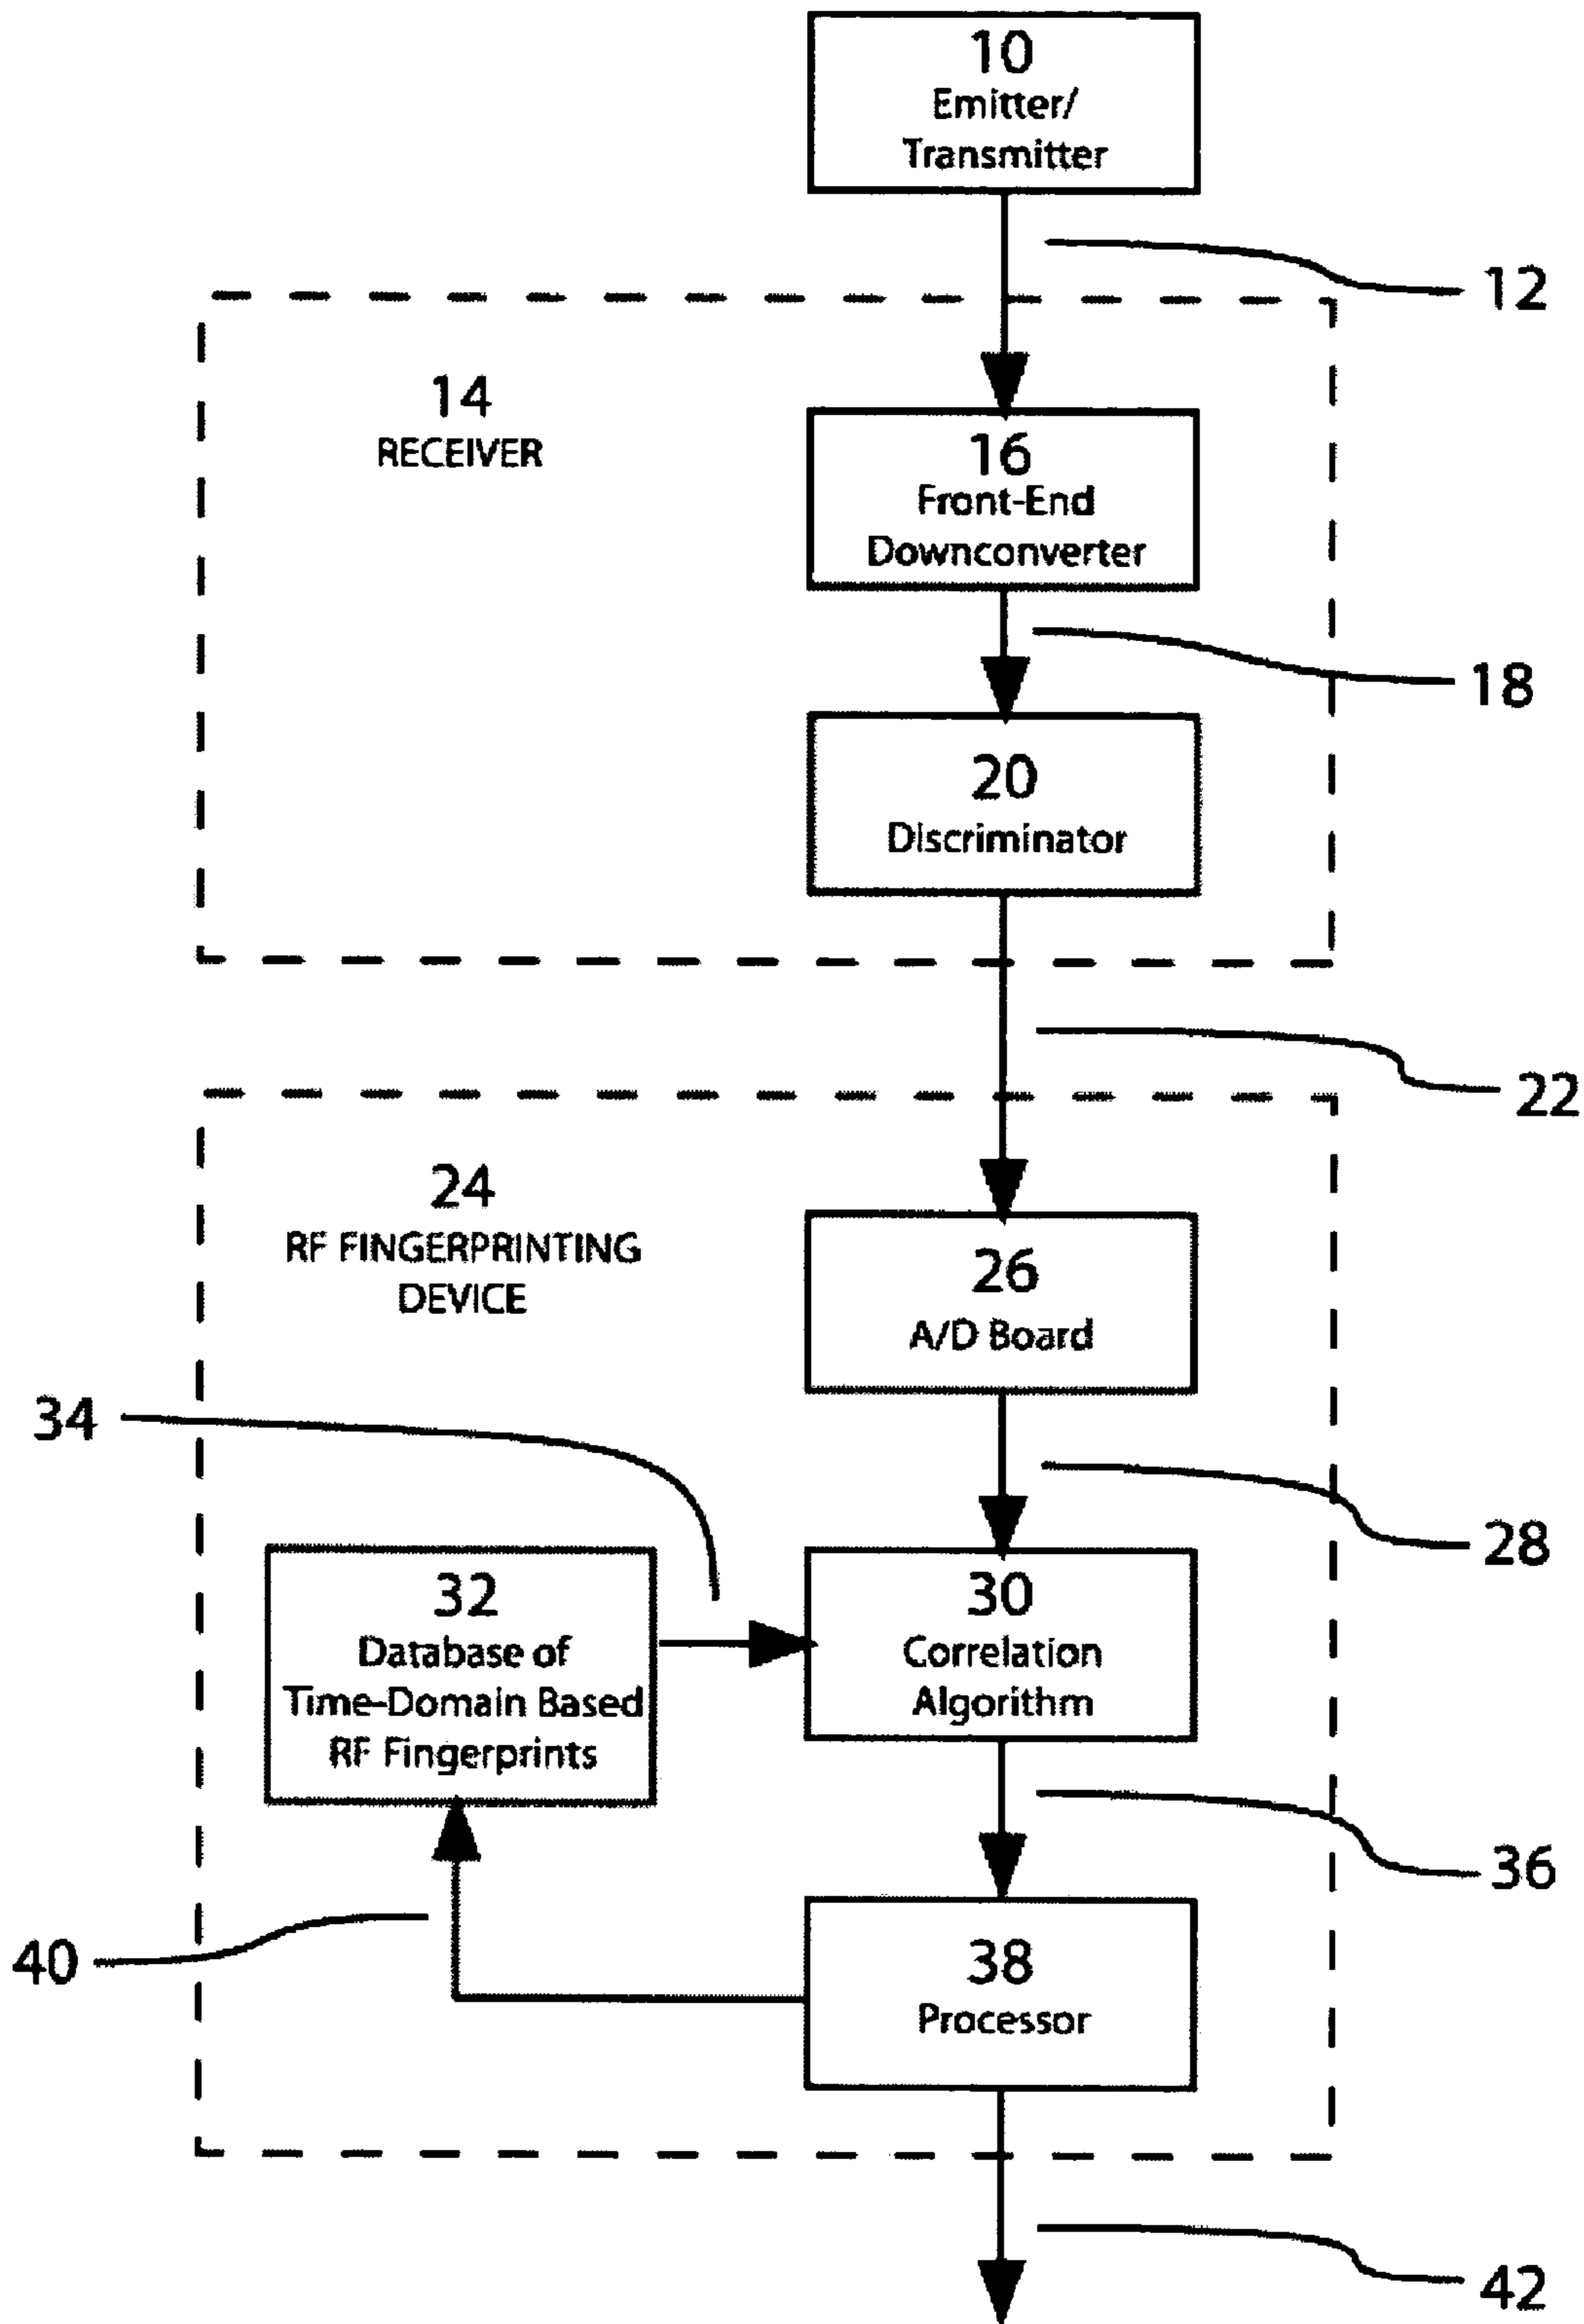 10
Emitter/
Transmitter
12
14
RECEIVER
16
Front-End
Downconverter
18
20
Discriminator
22
24
RF FINGERPRINTING
DEVICE
26
A/D Board
34
28
32
Database of
Time-Domain Based
RF Fingerprints
30
Correlation
Algorithm
36
40
38
Processor
42